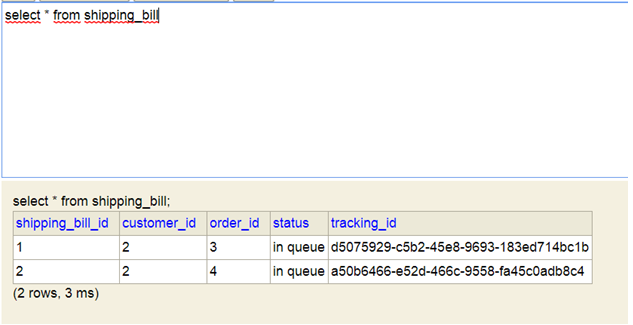 select * from shipping_bill
select * from shipping_bill;
shipping_bill_id customer_id order_id status tracking_id
1 2 3 in queue d5075929-c5b2-45e8-9693-183ed714bc1b
2 2 4 in queue a50b6466-e52d-466c-9558-fa45c0adb8c4
(2 rows, 3 ms)